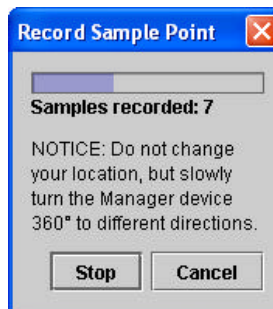 Record Sample Point
Samples recorded: 7
NOTICE: Do not change
your location, but slowly
turn the Manager device
360° to different directions.
Stop Cancel